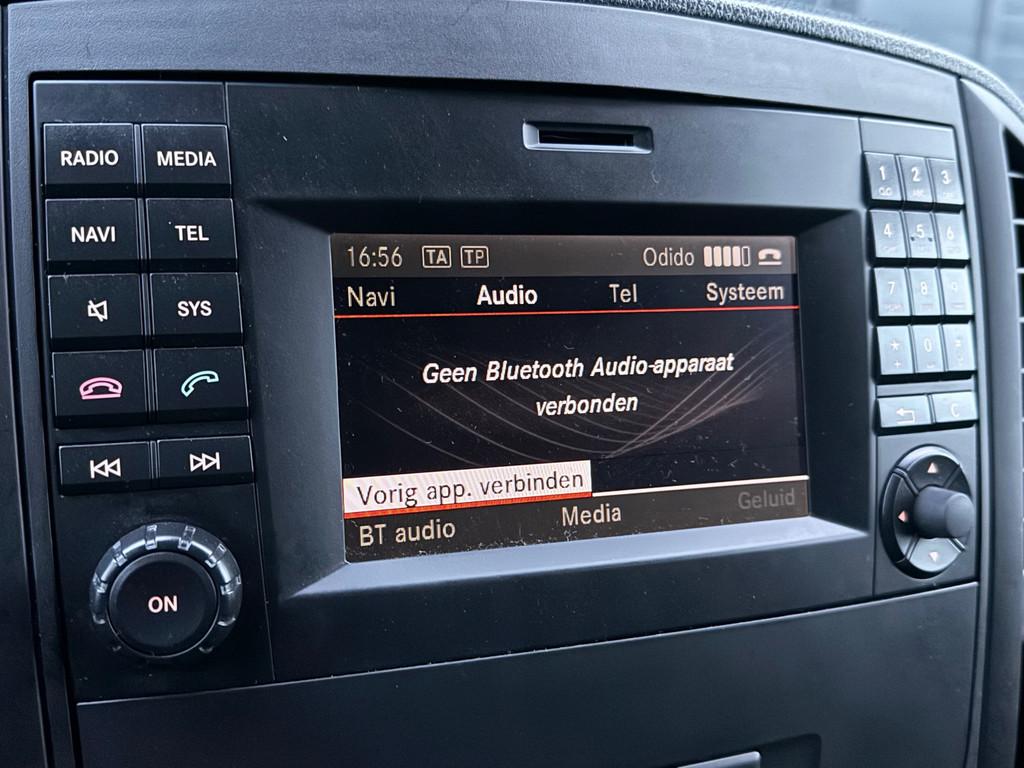 RADIO MEDIA
NAVI TEL
SYS
ON
16:56 TA TP Odido
Navi Audio Tel Systeem
Geen Bluetooth Audio-apparaat
verbonden
Vorig app. verbinden
BT audio Media Geluid
1 2 3
4 5 6
7 8 9
* 0 #
C